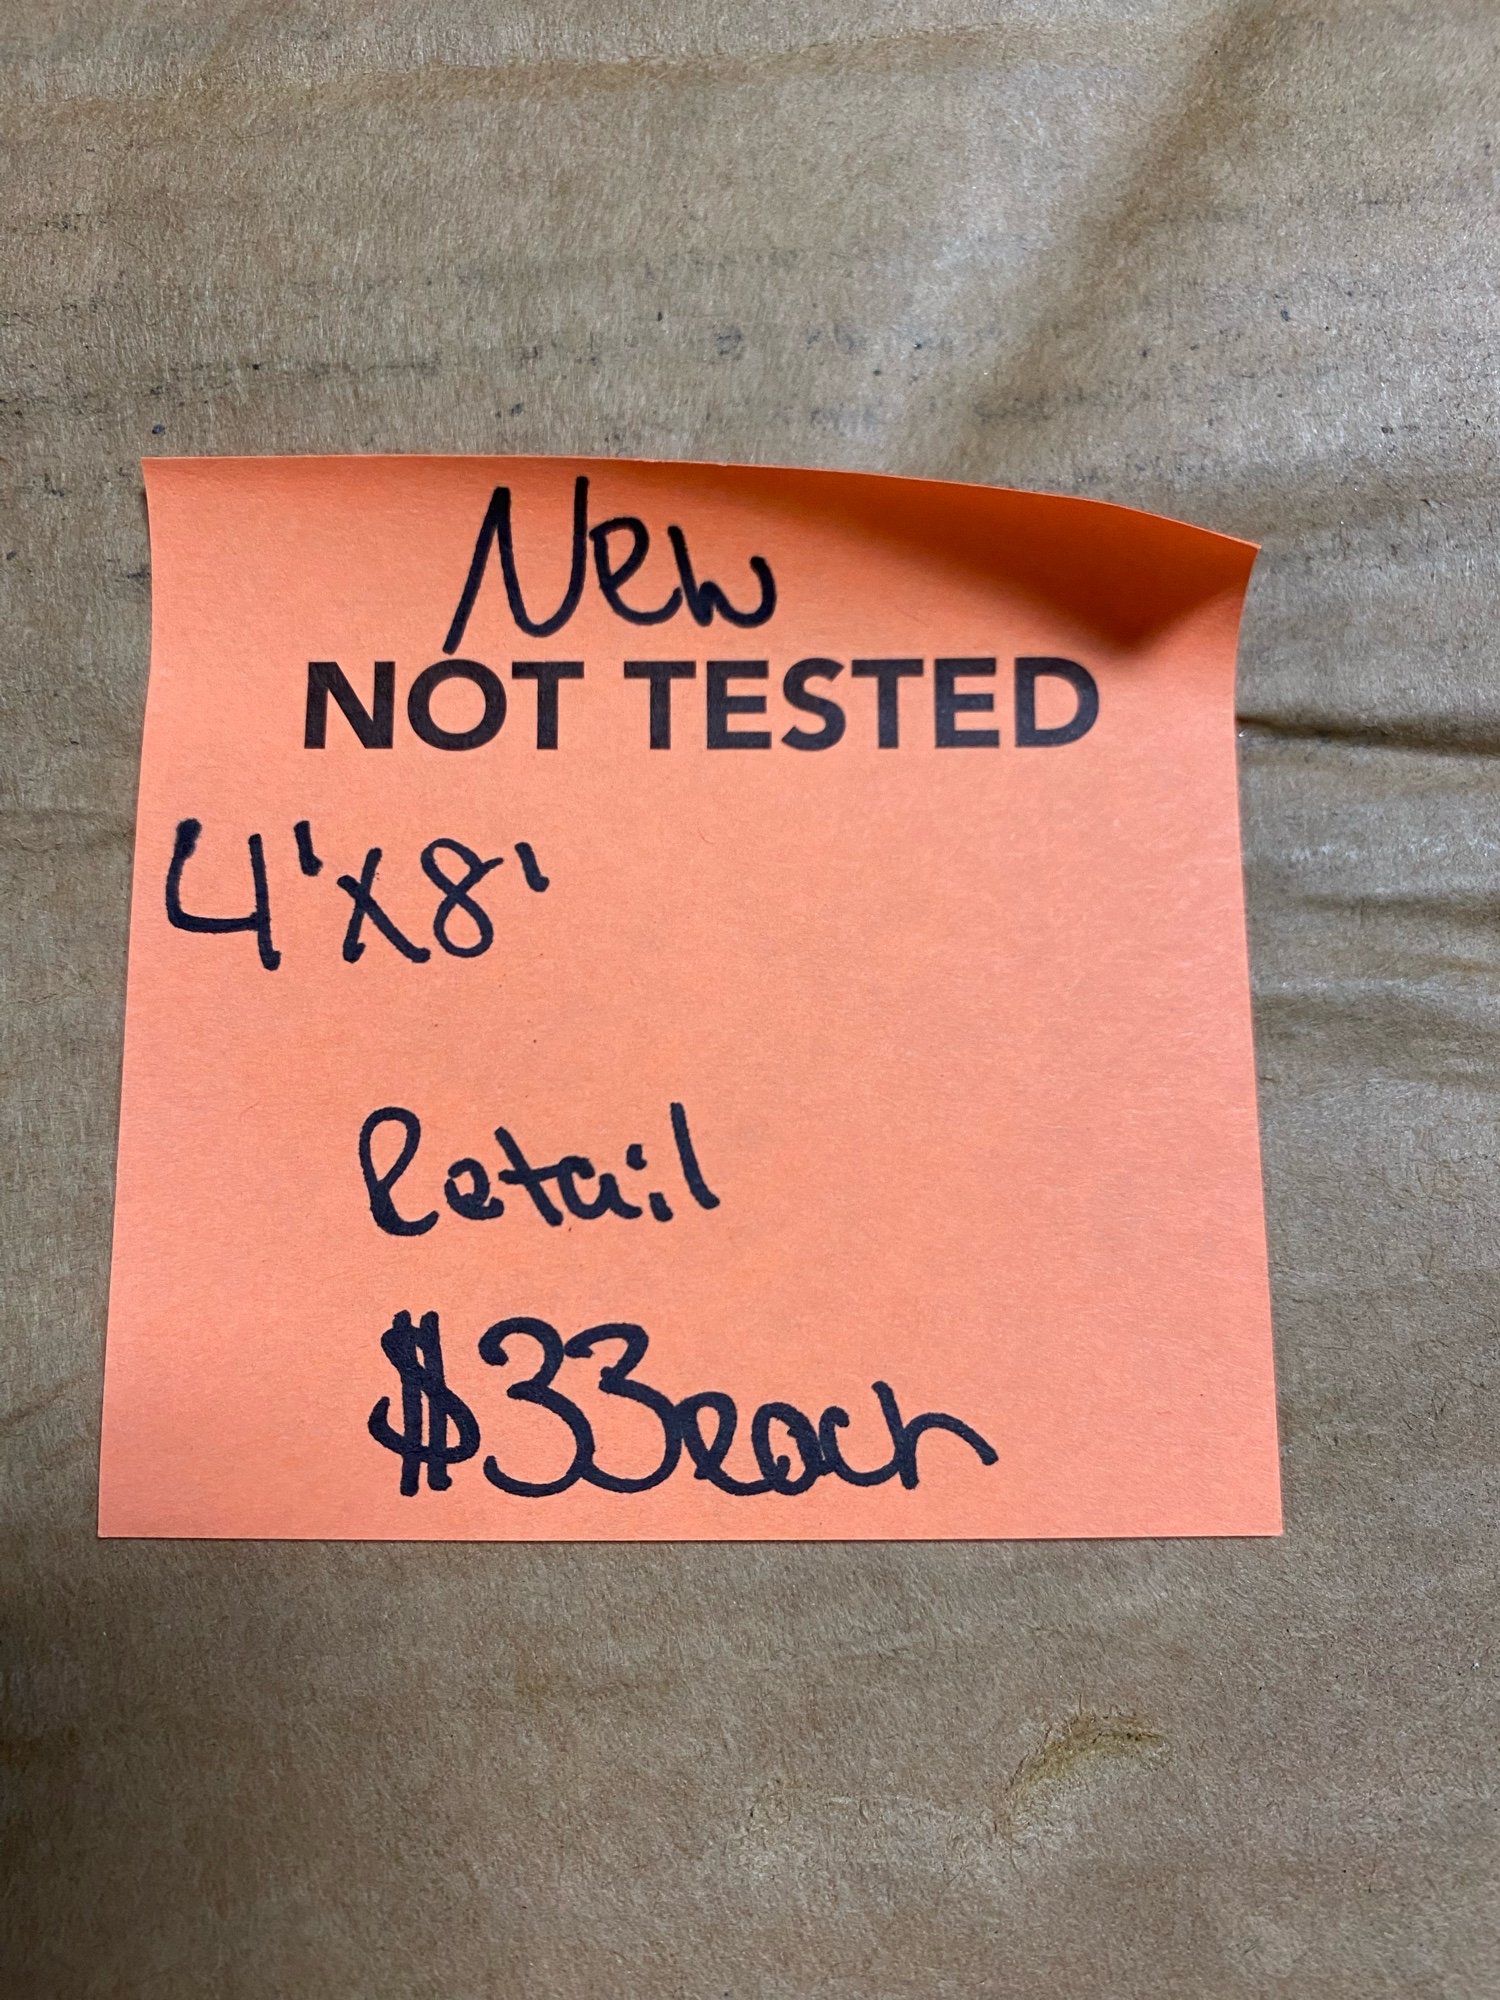 New
NOT TESTED
4'x8'
Retail
$33each